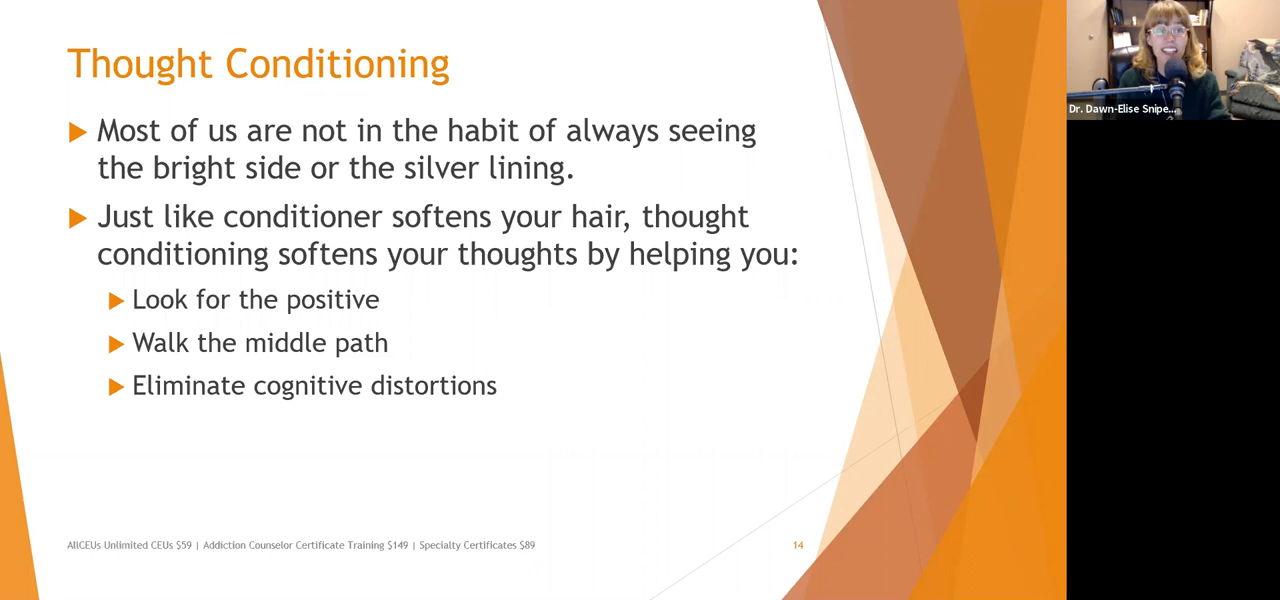 Thought Conditioning
Most of us are not in the habit of always seeing
the bright side or the silver lining.
Just like conditioner softens your hair, thought
conditioning softens your thoughts by helping you:
Look for the positive
Walk the middle path
Eliminate cognitive distortions
AllCEUs Unlimited CEUs $59 | Addiction Counselor Certificate Training $149 | Specialty Certificates $89
14
Dr. Dawn-Elise Snipe...